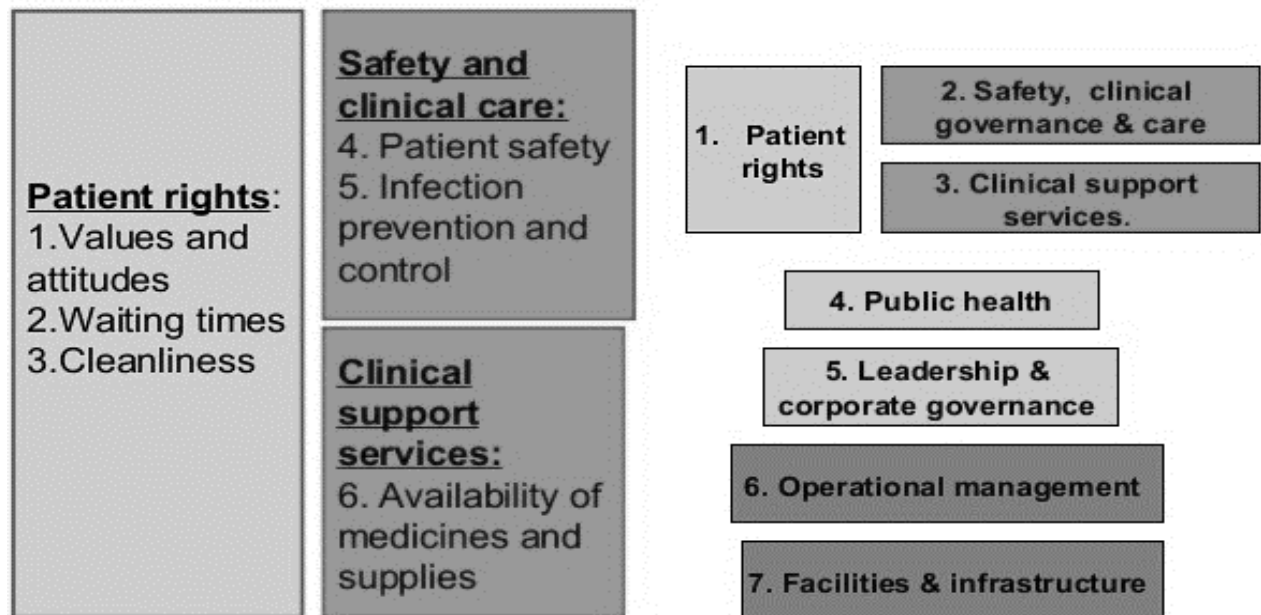 Patient rights:
1.Values and
attitudes
2.Waiting times
3.Cleanliness
Safety and
clinical care:
4. Patient safety
5. Infection
prevention and
control
Clinical
support
services:
6. Availability of
medicines and
supplies
1. Patient
rights
2. Safety, clinical
governance & care
3. Clinical support
services.
4. Public health
5. Leadership &
corporate governance
6. Operational management
7. Facilities & infrastructure